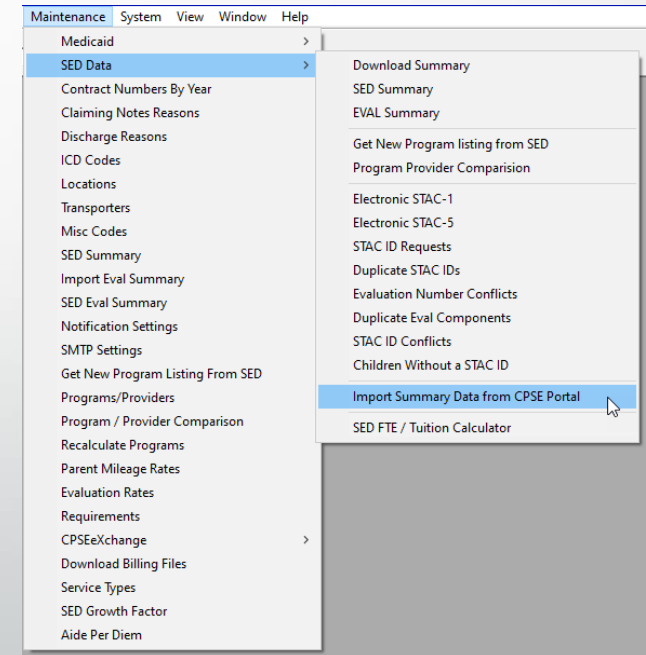 Maintenance System View Window Help
Medicaid
SED Data
Contract Numbers By Year
Claiming Notes Reasons
Discharge Reasons
ICD Codes
Locations
Transporters
Misc Codes
SED Summary
Import Eval Summary
SED Eval Summary
Notification Settings
SMTP Settings
Get New Program Listing From SED
Programs/Providers
Program / Provider Comparison
Recalculate Programs
Parent Mileage Rates
Evaluation Rates
Requirements
CPSEeXchange
Download Billing Files
Service Types
SED Growth Factor
Aide Per Diem
Download Summary
SED Summary
EVAL Summary
Get New Program listing from SED
Program Provider Comparision
Electronic STAC-1
Electronic STAC-5
STAC ID Requests
Duplicate STAC IDs
Evaluation Number Conflicts
Duplicate Eval Components
STAC ID Conflicts
Children Without a STAC ID
Import Summary Data from CPSE Portal
SED FTE / Tuition Calculator